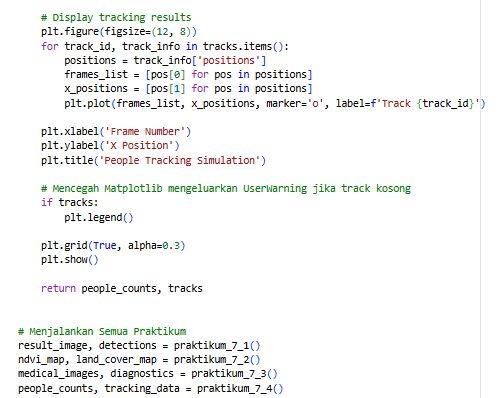 # Display tracking results
plt.figure(figsize=(12, 8))
for track_id, track_info in tracks.items():
    positions = track_info['positions']
    frames_list = [pos[0] for pos in positions]
    x_positions = [pos[1] for pos in positions]
    plt.plot(frames_list, x_positions, marker='o', label=f'Track {track_id}')
plt.xlabel('Frame Number')
plt.ylabel('X Position')
plt.title('People Tracking Simulation')
# Mencegah Matplotlib mengeluarkan UserWarning jika track kosong
if tracks:
    plt.legend()
plt.grid(True, alpha=0.3)
plt.show()
return people_counts, tracks
# Menjalankan Semua Praktikum
result_image, detections = praktikum_7_1()
ndvi_map, land_cover_map = praktikum_7_2()
medical_images, diagnostics = praktikum_7_3()
people_counts, tracking_data = praktikum_7_4()